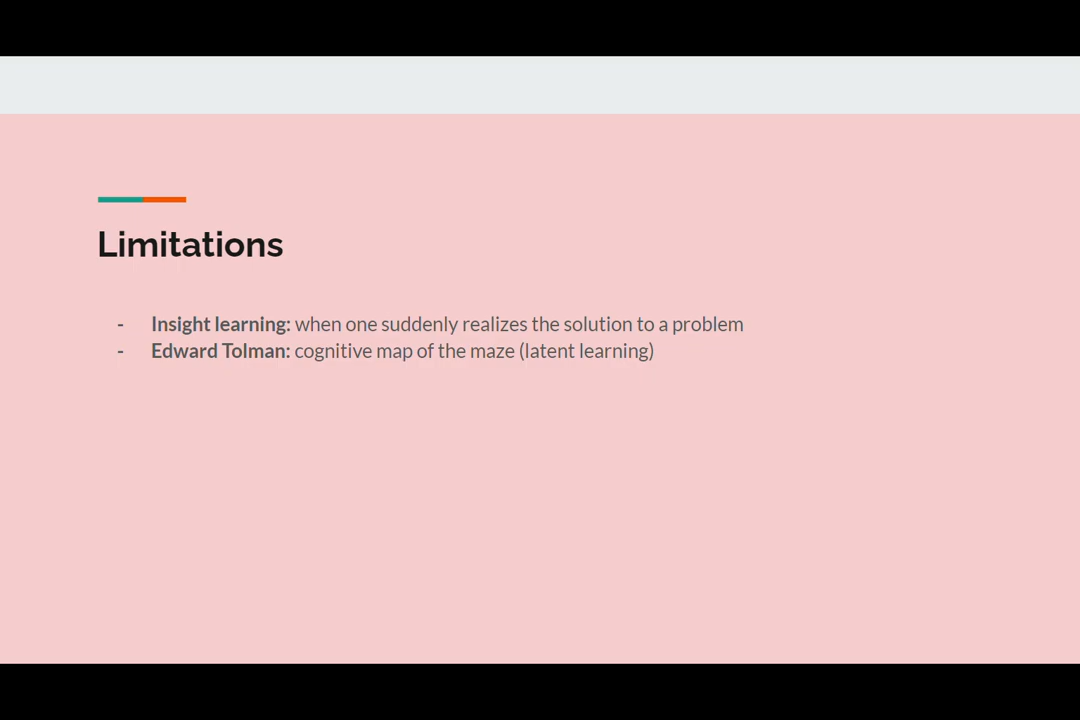 Limitations
- Insight learning: when one suddenly realizes the solution to a problem
- Edward Tolman: cognitive map of the maze (latent learning)